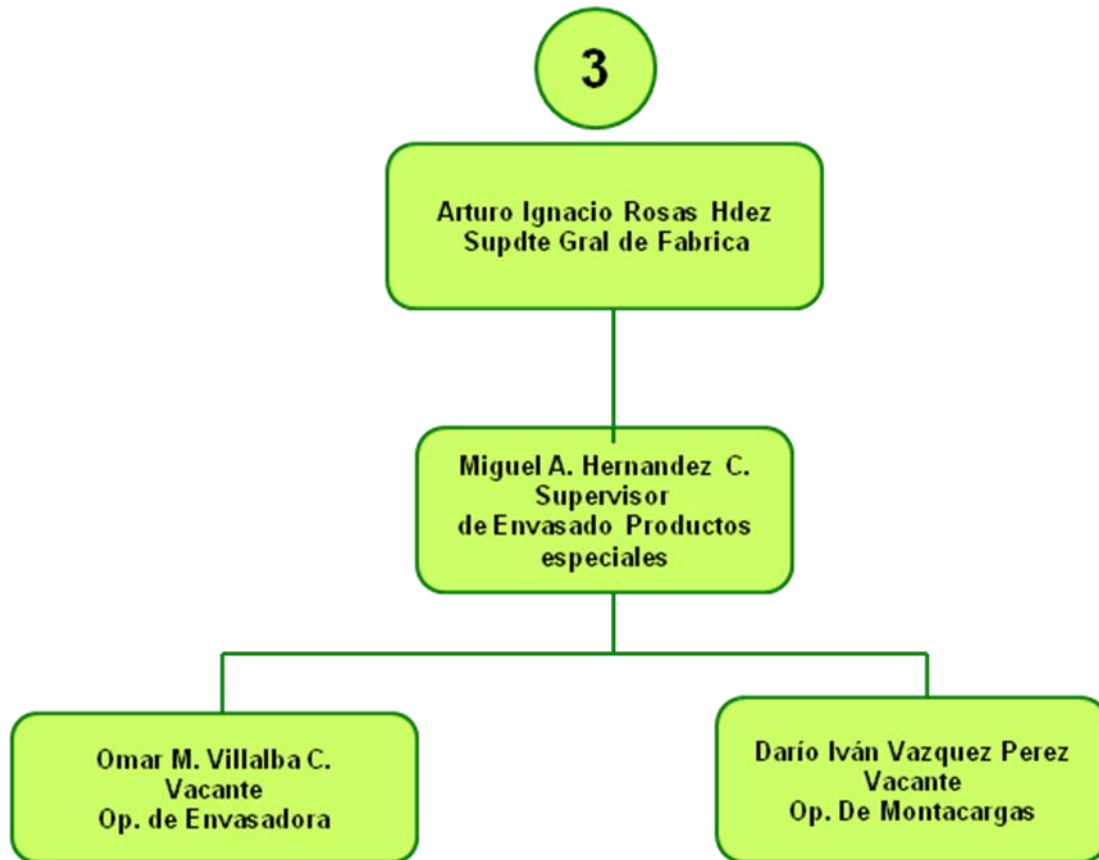 3
Arturo Ignacio Rosas Hdez
Supdte Gral de Fabrica
Miguel A. Hernandez C.
Supervisor
de Envasado Productos
especiales
Omar M. Villalba C.
Vacante
Op. de Envasadora
Darío Iván Vazquez Perez
Vacante
Op. De Montacargas